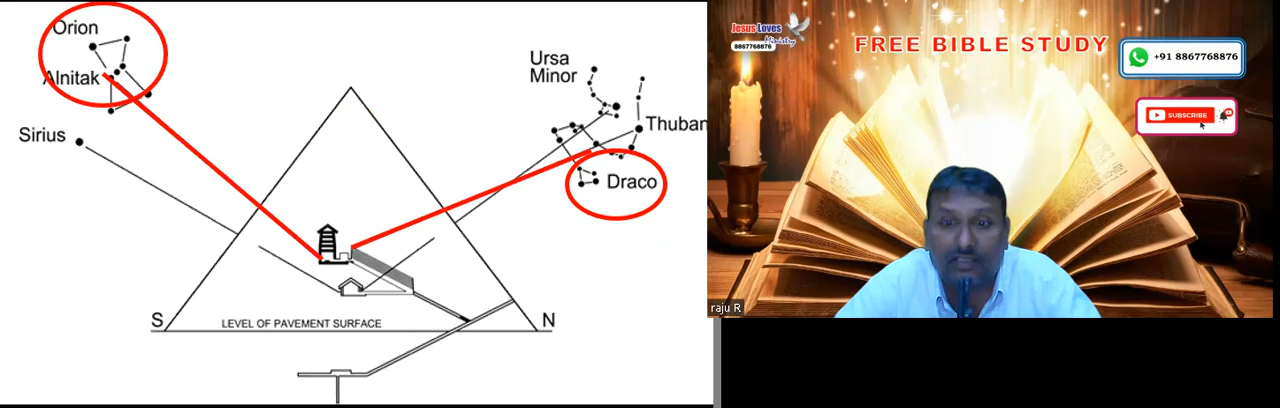 Orion
Alnitak
Sirius
Ursa
Minor
Thuban
Draco
S
LEVEL OF PAVEMENT SURFACE
N
Jesus Loves
Ministry
8867768876
FREE BIBLE STUDY
+91 8867768876
SUBSCRIBE
raju R